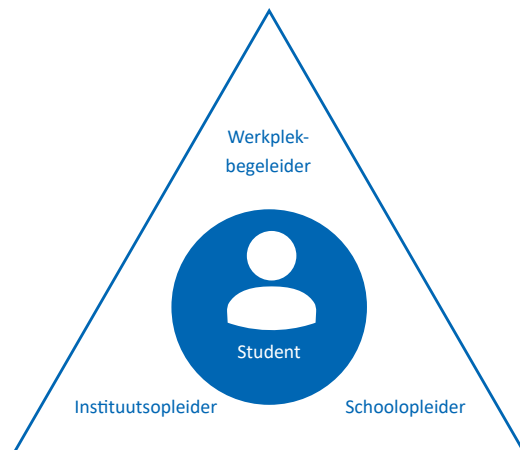 Werkplek-
begeleider
Student
Instituutsopleider
Schoolopleider